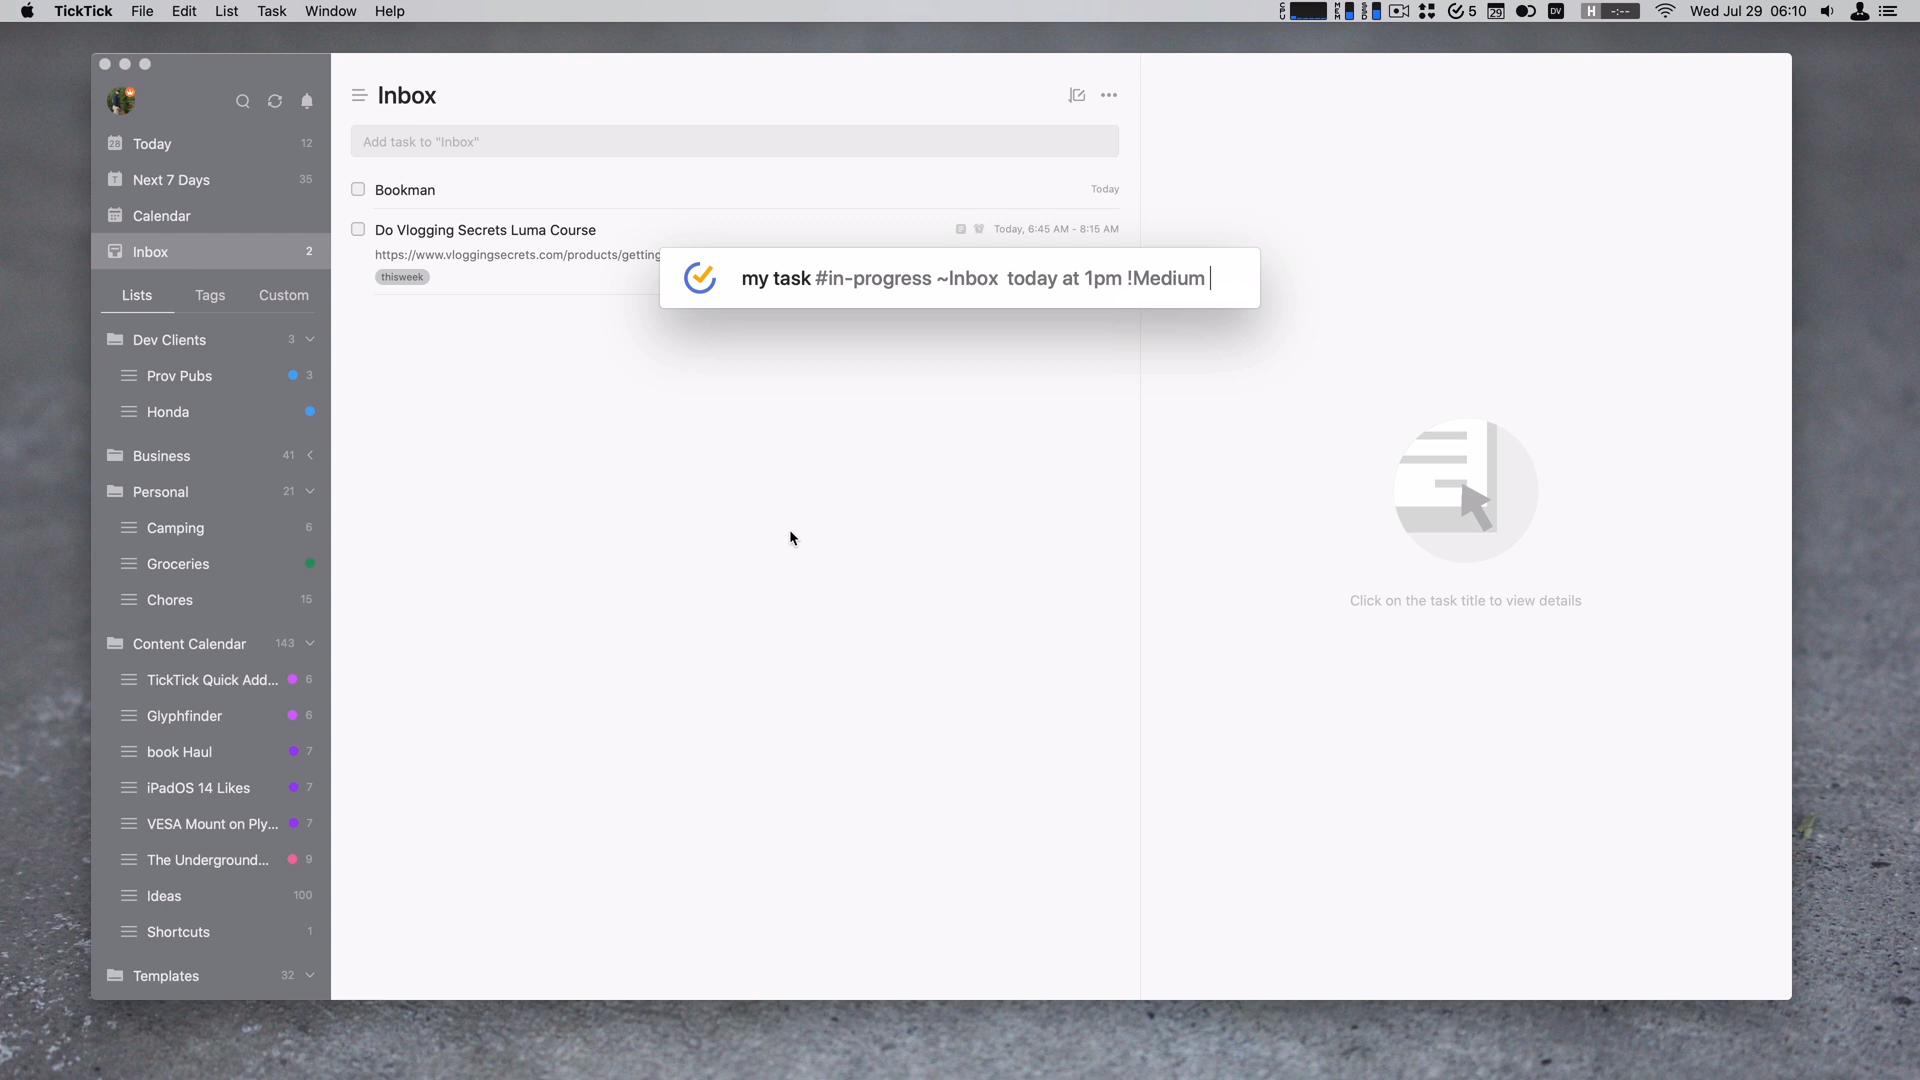 TickTick File Edit List Task Window Help
5 29 DV H -:-- Wed Jul 29 06:10
Today 12
Next 7 Days 35
Calendar
Inbox 2
Lists Tags Custom
Dev Clients 3
Prov Pubs 3
Honda
Business 41
Personal 21
Camping 6
Groceries
Chores 15
Content Calendar 143
TickTick Quick Add... 6
Glyphfinder 6
book Haul 7
iPadOS 14 Likes 7
VESA Mount on Ply... 7
The Underground... 9
Ideas 100
Shortcuts 1
Templates 32
Inbox
Add task to "Inbox"
Bookman Today
Do Vlogging Secrets Luma Course Today, 6:45 AM - 8:15 AM
https://www.vloggingsecrets.com/products/getting
thisweek
my task #in-progress ~Inbox today at 1pm !Medium
Click on the task title to view details